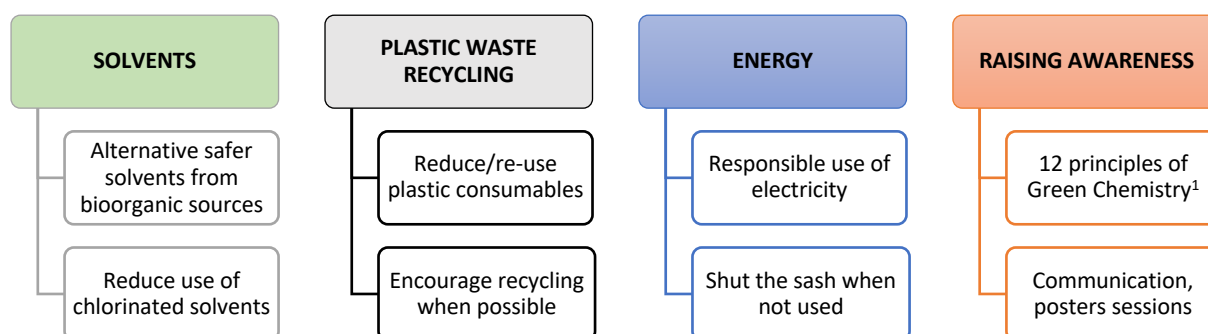 SOLVENTS
Alternative safer
solvents from
bioorganic sources
Reduce use of
chlorinated solvents
PLASTIC WASTE
RECYCLING
Reduce/re-use
plastic consumables
Encourage recycling
when possible
ENERGY
Responsible use of
electricity
Shut the sash when
not used
RAISING AWARENESS
12 principles of
Green Chemistry¹
Communication,
posters sessions